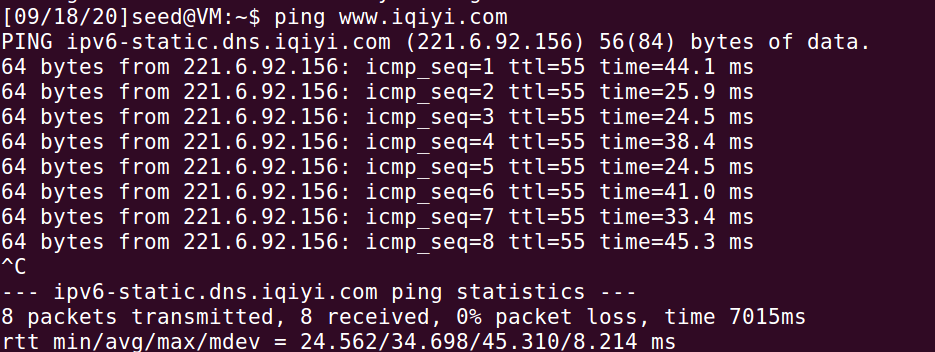 [09/18/20]seed@VM:~$ ping www.iqiyi.com
PING ipv6-static.dns.iqiyi.com (221.6.92.156) 56(84) bytes of data.
64 bytes from 221.6.92.156: icmp_seq=1 ttl=55 time=44.1 ms
64 bytes from 221.6.92.156: icmp_seq=2 ttl=55 time=25.9 ms
64 bytes from 221.6.92.156: icmp_seq=3 ttl=55 time=24.5 ms
64 bytes from 221.6.92.156: icmp_seq=4 ttl=55 time=38.4 ms
64 bytes from 221.6.92.156: icmp_seq=5 ttl=55 time=24.5 ms
64 bytes from 221.6.92.156: icmp_seq=6 ttl=55 time=41.0 ms
64 bytes from 221.6.92.156: icmp_seq=7 ttl=55 time=33.4 ms
64 bytes from 221.6.92.156: icmp_seq=8 ttl=55 time=45.3 ms
^C
--- ipv6-static.dns.iqiyi.com ping statistics ---
8 packets transmitted, 8 received, 0% packet loss, time 7015ms
rtt min/avg/max/mdev = 24.562/34.698/45.310/8.214 ms